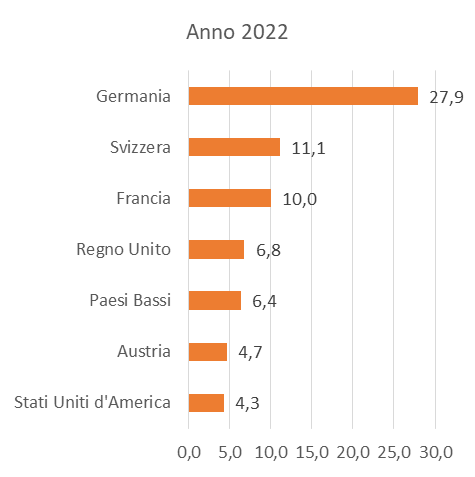 Anno 2022
Germania 27,9
Svizzera 11,1
Francia 10,0
Regno Unito 6,8
Paesi Bassi 6,4
Austria 4,7
Stati Uniti d'America 4,3
0,0 5,0 10,0 15,0 20,0 25,0 30,0